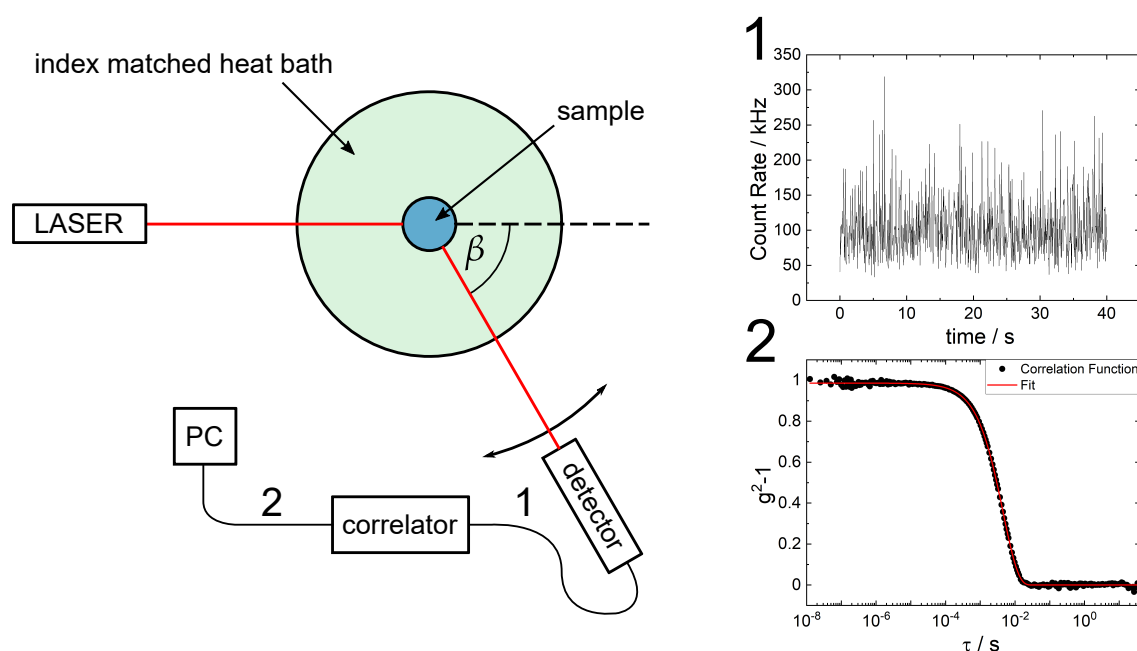 index matched heat bath
sample
LASER
β
PC
2
correlator
1
detector
1
Count Rate / kHz
350
300
250
200
150
100
50
0
0 10 20 30 40
time / s
2
g²-1
Correlation Function
Fit
1
0.8
0.6
0.4
0.2
0
10⁻⁸ 10⁻⁶ 10⁻⁴ 10⁻² 10⁰
τ / s